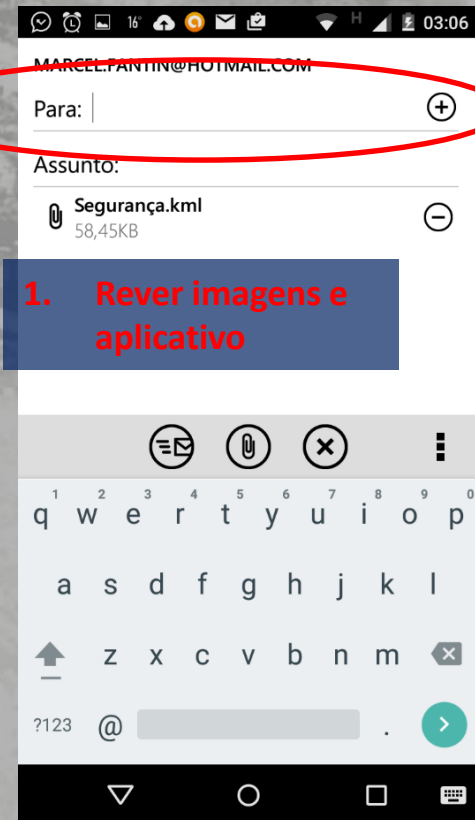 16° H 03:06
MARCEL.FANTIN@HOTMAIL.COM
Para:
Assunto:
Segurança.kml
58,45KB
1. Rever imagens e
aplicativo
1 2 3 4 5 6 7 8 9 0
q w e r t y u i o p
a s d f g h j k l
z x c v b n m
?123 @ .